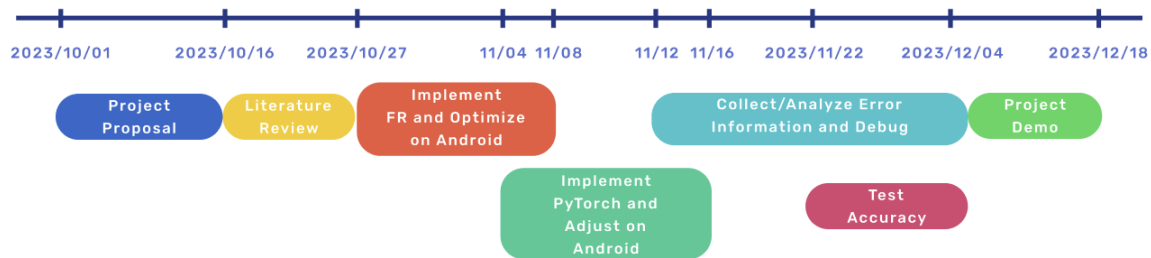 2023/10/01 2023/10/16 2023/10/27 11/04 11/08 11/12 11/16 2023/11/22 2023/12/04 2023/12/18
Project
Proposal
Literature
Review
Implement
FR and Optimize
on Android
Collect/Analyze Error
Information and Debug
Project
Demo
Implement
PyTorch and
Adjust on
Android
Test
Accuracy